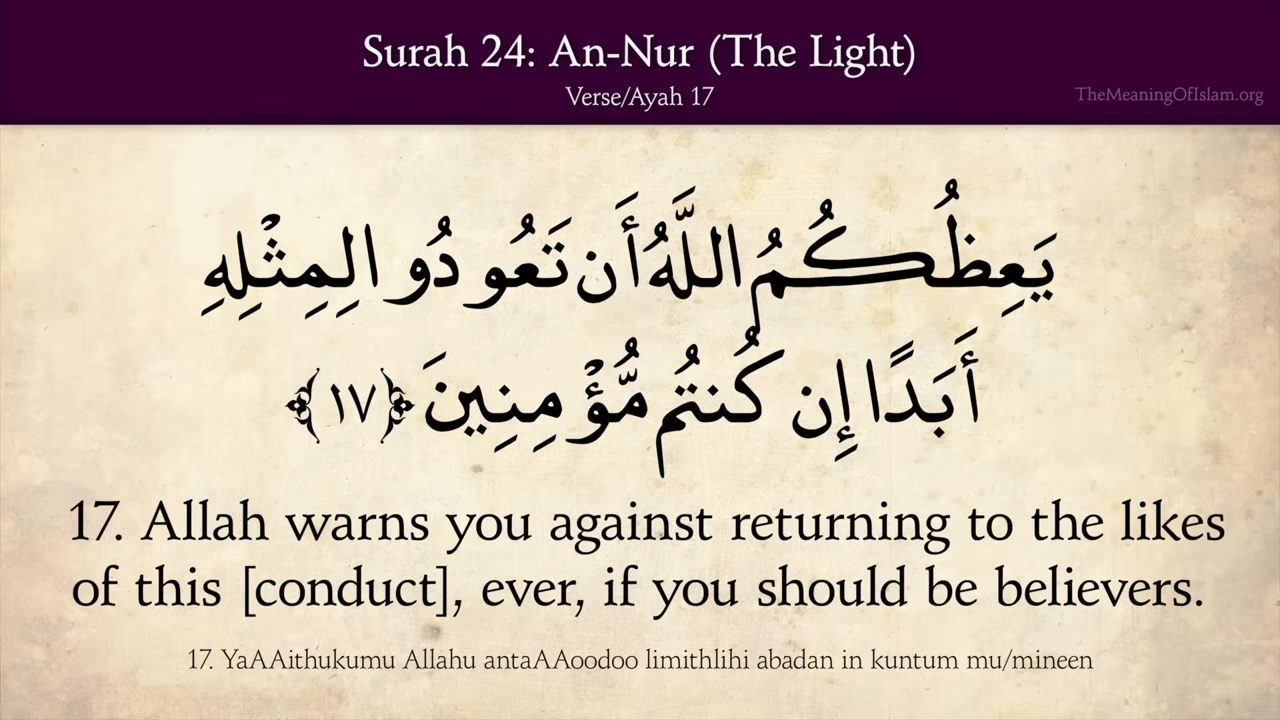 Surah 24: An-Nur (The Light)
Verse/Ayah 17
TheMeaningOfIslam.org
يَعِظُكُمُ اللَّهُ أَن تَعُودُوا لِمِثْلِهِ
أَبَدًا إِن كُنتُم مُّؤْمِنِينَ ﴿١٧﴾
17. Allah warns you against returning to the likes
of this [conduct], ever, if you should be believers.
17. YaAAithukumu Allahu antaAAoodoo limithlihi abadan in kuntum mu/mineen